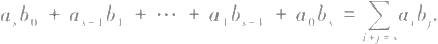 a_s b_0 + a_{s-1} b_1 + ⋯ + a_1 b_{s-1} + a_0 b_s = \sum_{i+j=s} a_i b_j.